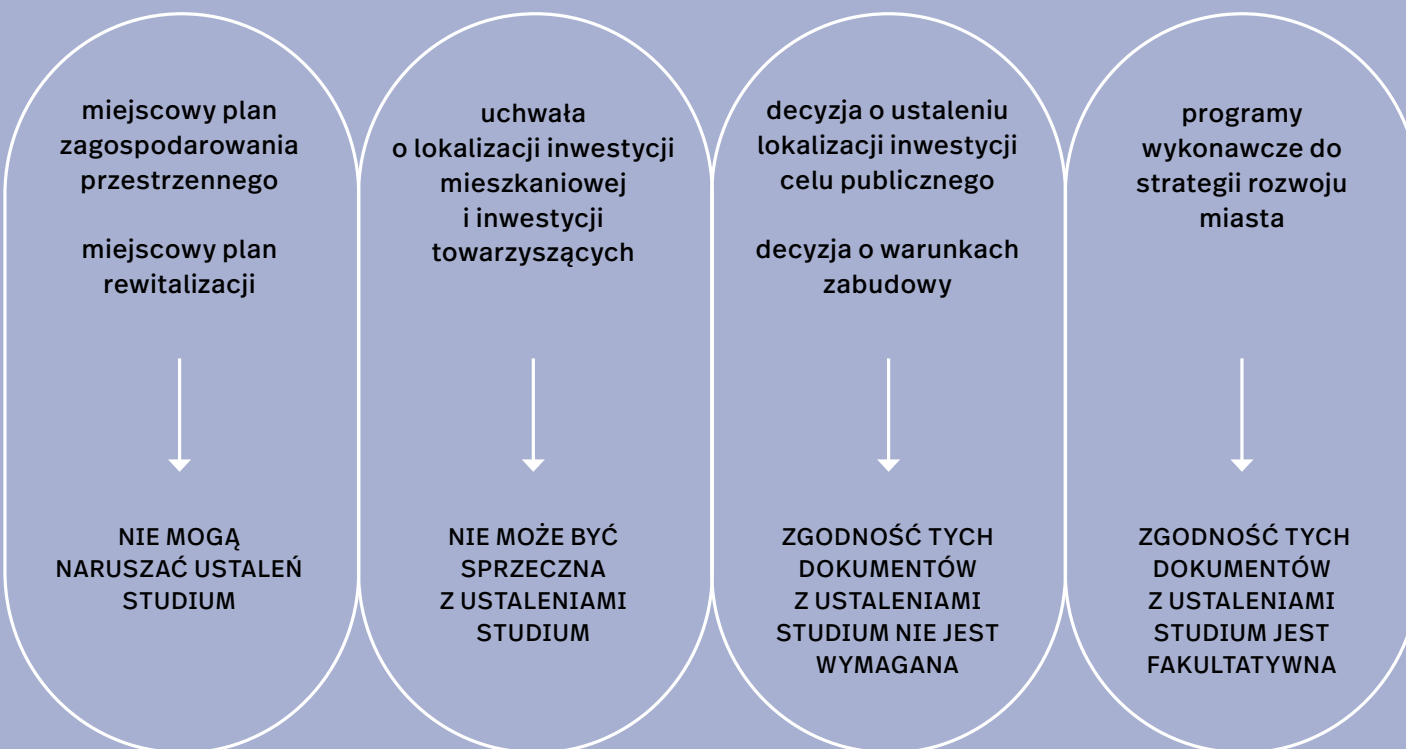 miejscowy plan
zagospodarowania
przestrzennego
miejscowy plan
rewitalizacji
NIE MOGĄ
NARUSZAĆ USTALEŃ
STUDIUM
uchwała
o lokalizacji inwestycji
mieszkaniowej
i inwestycji
towarzyszących
NIE MOŻE BYĆ
SPRZECZNA
Z USTALENIAMI
STUDIUM
decyzja o ustaleniu
lokalizacji inwestycji
celu publicznego
decyzja o warunkach
zabudowy
ZGODNOŚĆ TYCH
DOKUMENTÓW
Z USTALENIAMI
STUDIUM NIE JEST
WYMAGANA
programy
wykonawcze do
strategii rozwoju
miasta
ZGODNOŚĆ TYCH
DOKUMENTÓW
Z USTALENIAMI
STUDIUM JEST
FAKULTATYWNA